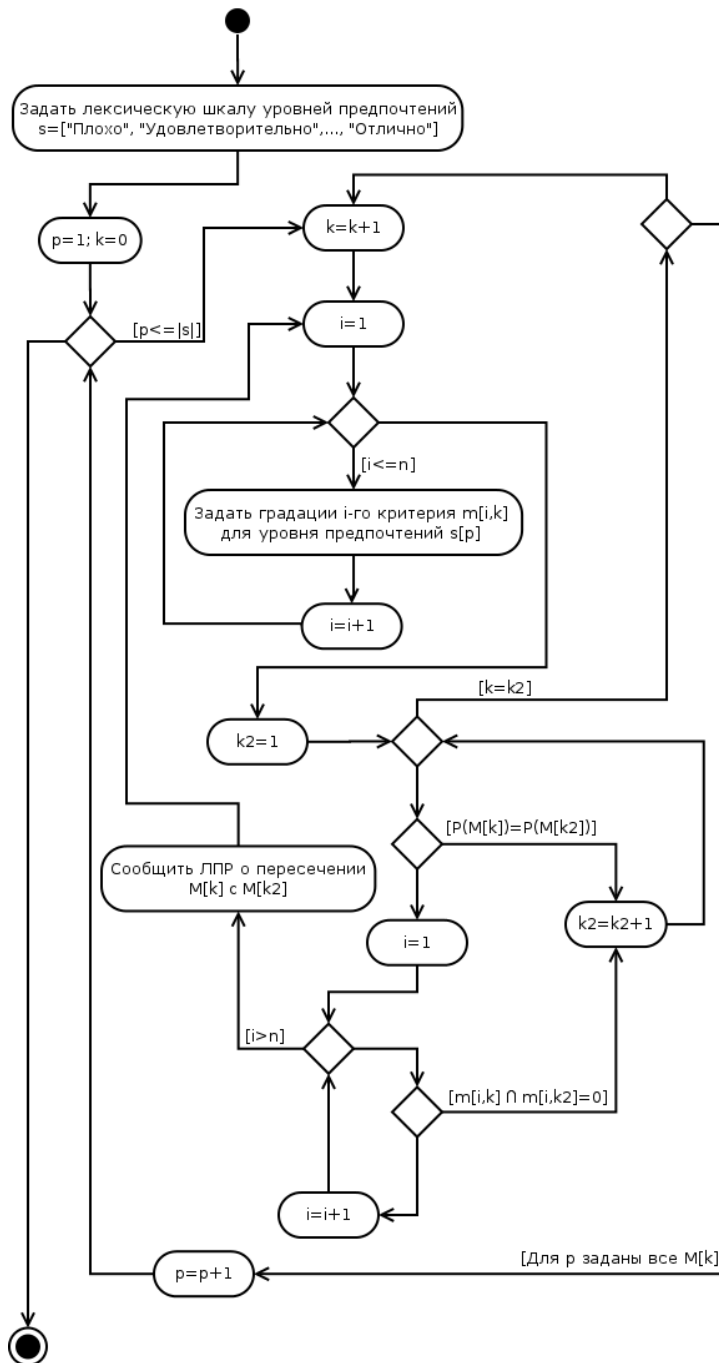 Задать лексическую шкалу уровней предпочтений
s=["Плохо", "Удовлетворительно",..., "Отлично"]
p=1; k=0
k=k+1
[p<=|s|]
i=1
[i<=n]
Задать градации i-го критерия m[i,k]
для уровня предпочтений s[p]
i=i+1
[k=k2]
k2=1
[P(M[k])=P(M[k2])]
Сообщить ЛПР о пересечении
M[k] с M[k2]
k2=k2+1
i=1
[i>n]
[m[i,k] ⋂ m[i,k2]=0]
i=i+1
[Для p заданы все M[k]
p=p+1